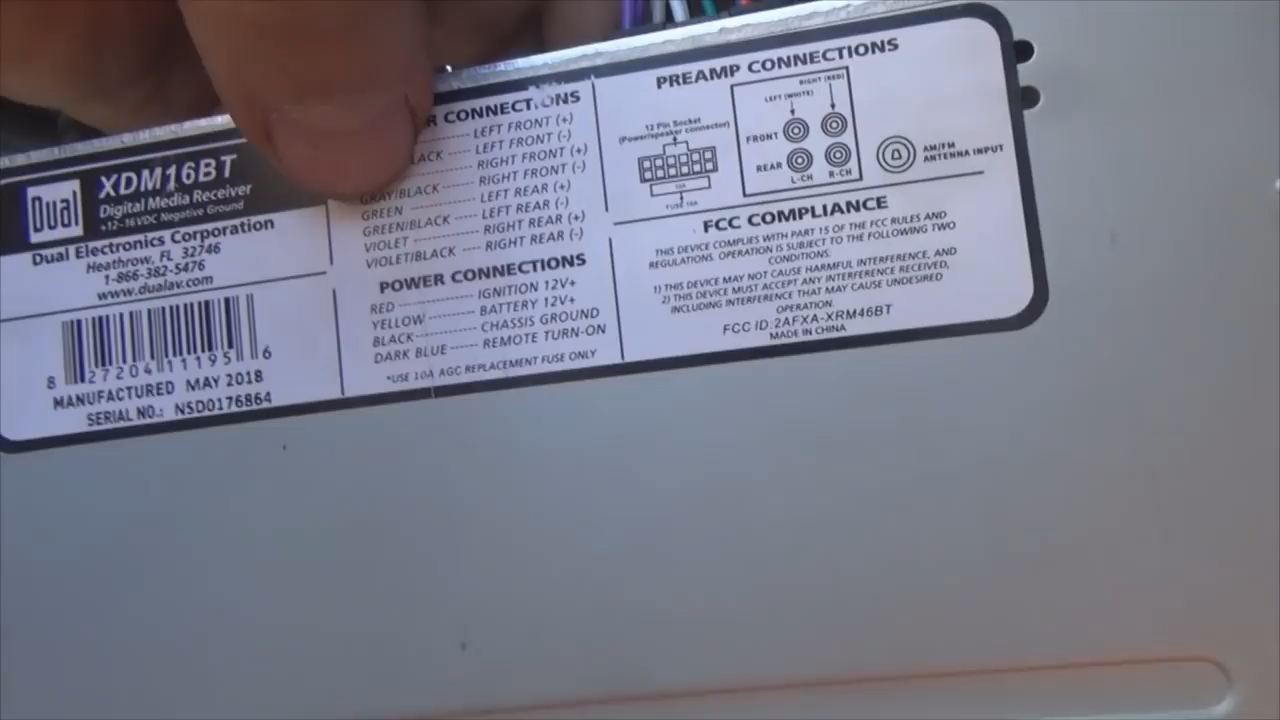 Dual
XDM16BT
Digital Media Receiver
+12-16VDC Negative Ground
Dual Electronics Corporation
Heathrow, FL 32746
1-866-382-5476
www.dualav.com
8 27204 11195 6
MANUFACTURED MAY 2018
SERIAL NO.: NSD0176864
R CONNECTIONS
LEFT FRONT (+)
LACK ----- LEFT FRONT (-)
RIGHT FRONT (+)
GRAY/BLACK ------- RIGHT FRONT (-)
GREEN ------- LEFT REAR (+)
GREEN/BLACK ----- LEFT REAR (-)
VIOLET ------- RIGHT REAR (+)
VIOLET/BLACK ----- RIGHT REAR (-)
POWER CONNECTIONS
RED ------- IGNITION 12V+
YELLOW ------- BATTERY 12V+
BLACK ------- CHASSIS GROUND
DARK BLUE ------ REMOTE TURN-ON
*USE 10A AGC REPLACEMENT FUSE ONLY
PREAMP CONNECTIONS
12 Pin Socket
(Power/speaker connector)
10A
FUSE 10A
LEFT (WHITE)
RIGHT (RED)
FRONT
REAR
L-CH R-CH
AM/FM
ANTENNA INPUT
FCC COMPLIANCE
THIS DEVICE COMPLIES WITH PART 15 OF THE FCC RULES AND
REGULATIONS. OPERATION IS SUBJECT TO THE FOLLOWING TWO
CONDITIONS:
1) THIS DEVICE MAY NOT CAUSE HARMFUL INTERFERENCE, AND
2) THIS DEVICE MUST ACCEPT ANY INTERFERENCE RECEIVED,
INCLUDING INTERFERENCE THAT MAY CAUSE UNDESIRED
OPERATION.
FCC ID:2AFXA-XRM46BT
MADE IN CHINA